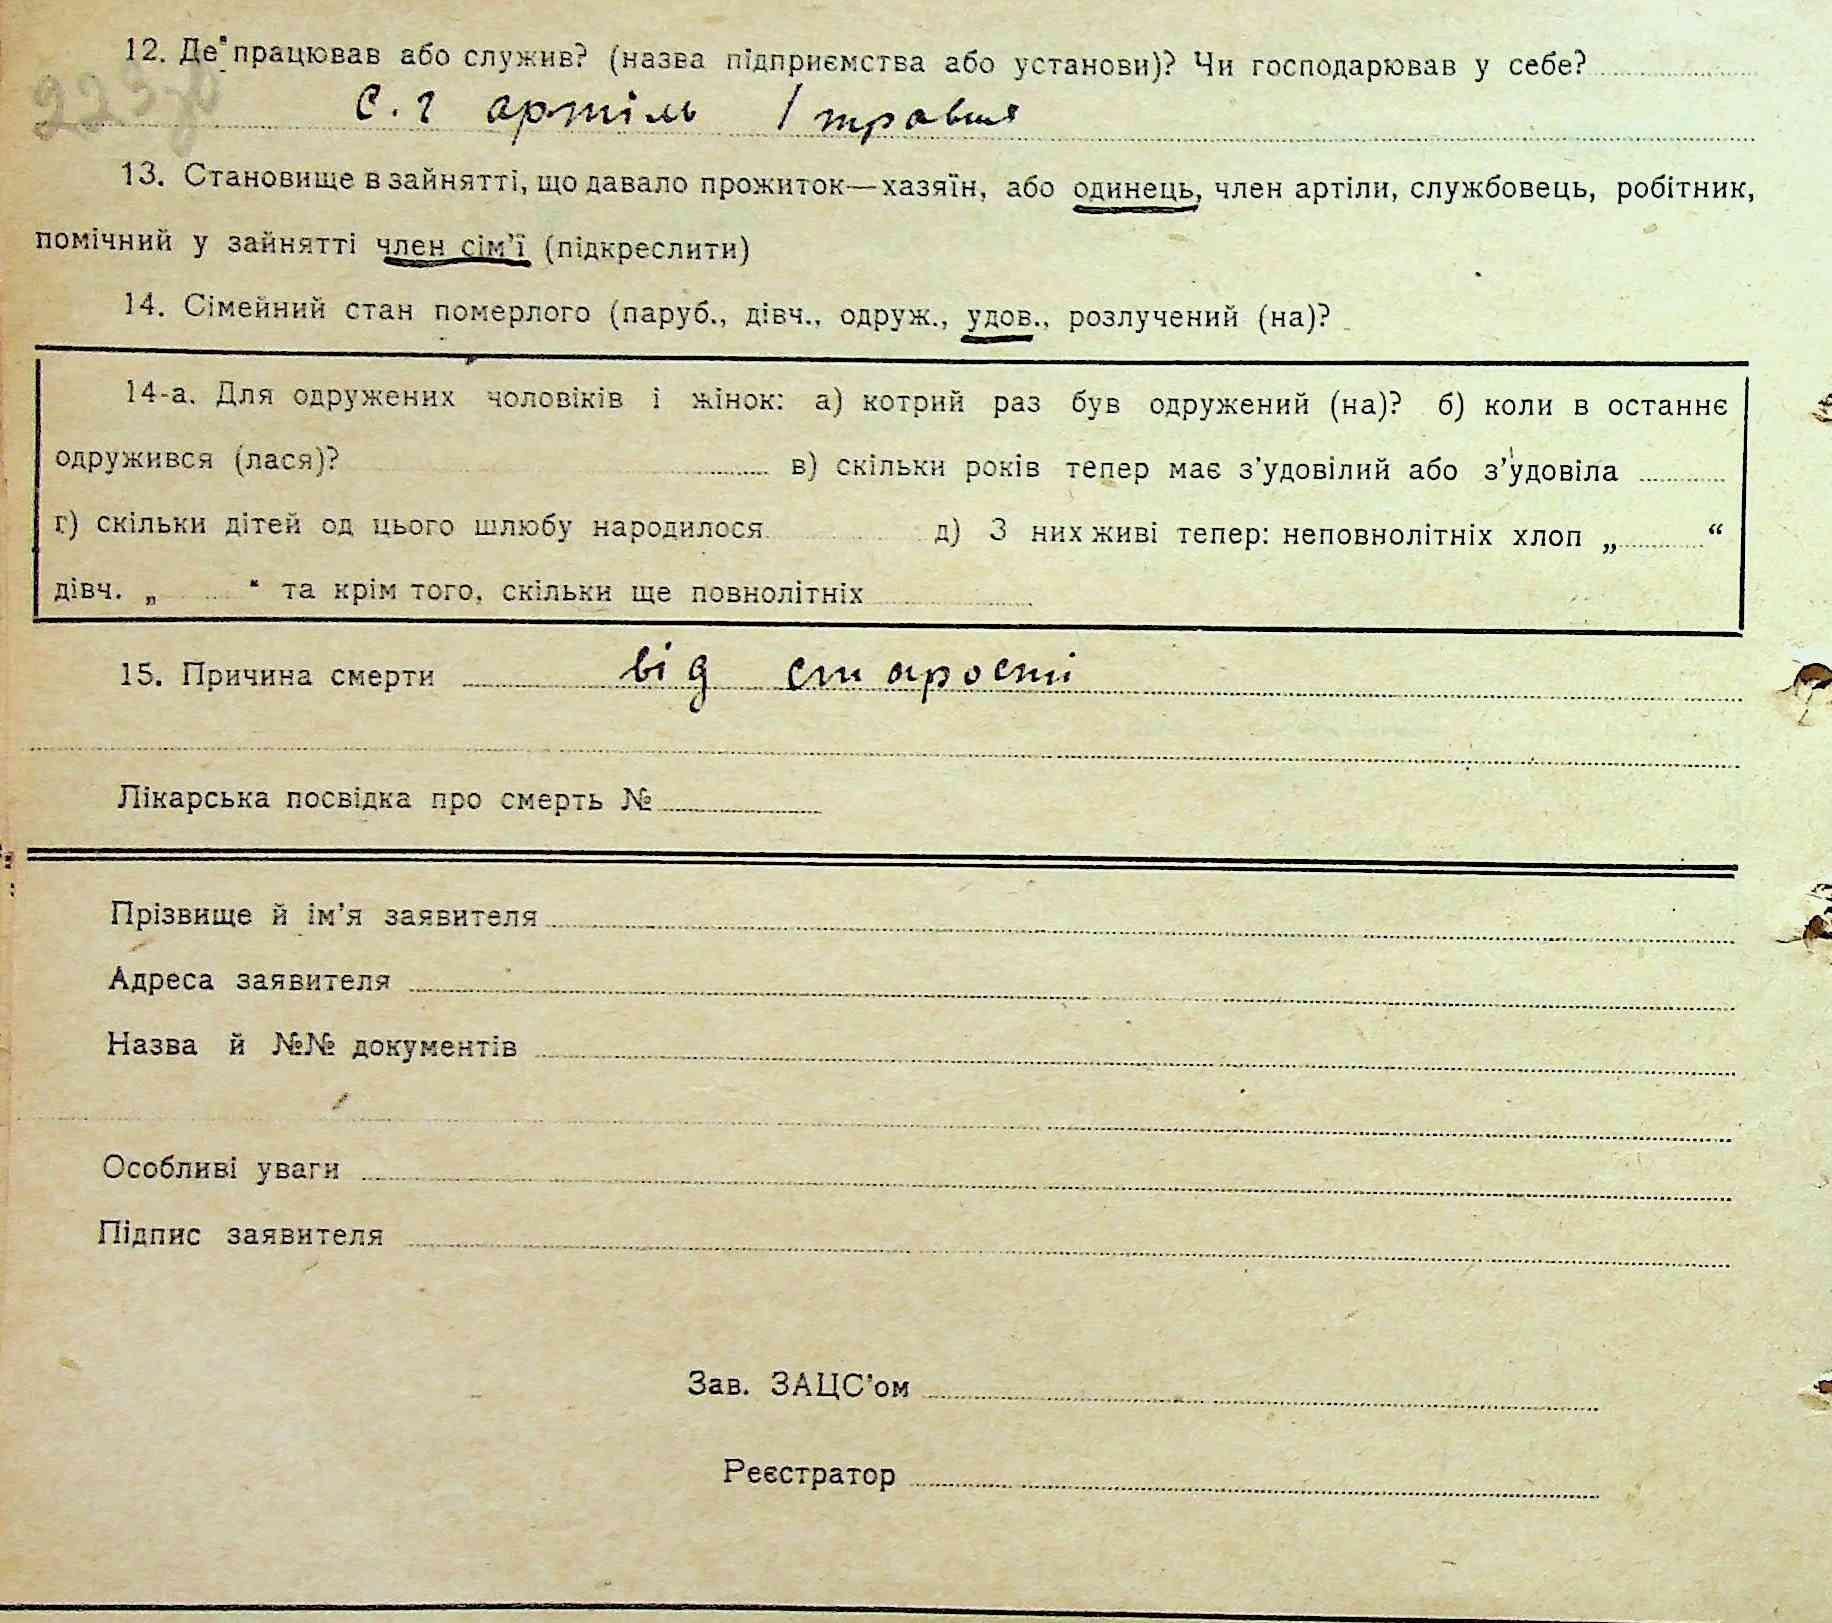 12. Де працював або служив? (назва підприємства або установи)? Чи господарював у себе?
с. г артіль 1 травня
13. Становище в зайнятті, що давало прожиток—хазяїн, або одинець, член артіли, службовець, робітник,
помічний у зайнятті член сім'ї (підкреслити)
14. Сімейний стан померлого (паруб., дівч., одруж., удов., розлучений (на)?
14-а. Для одружених чоловіків і жінок: а) котрий раз був одружений (на)? б) коли в останнє
одружився (лася)? в) скільки років тепер має з'удовілий або з'удовіла
г) скільки дітей од цього шлюбу народилося д) З них живі тепер: неповнолітніх хлоп „ “
дівч. „ “ та крім того, скільки ще повнолітніх
15. Причина смерти від старості
Лікарська посвідка про смерть №
Прізвище й ім'я заявителя
Адреса заявителя
Назва й №№ документів
Особливі уваги
Підпис заявителя
Зав. ЗАЦС'ом
Реєстратор